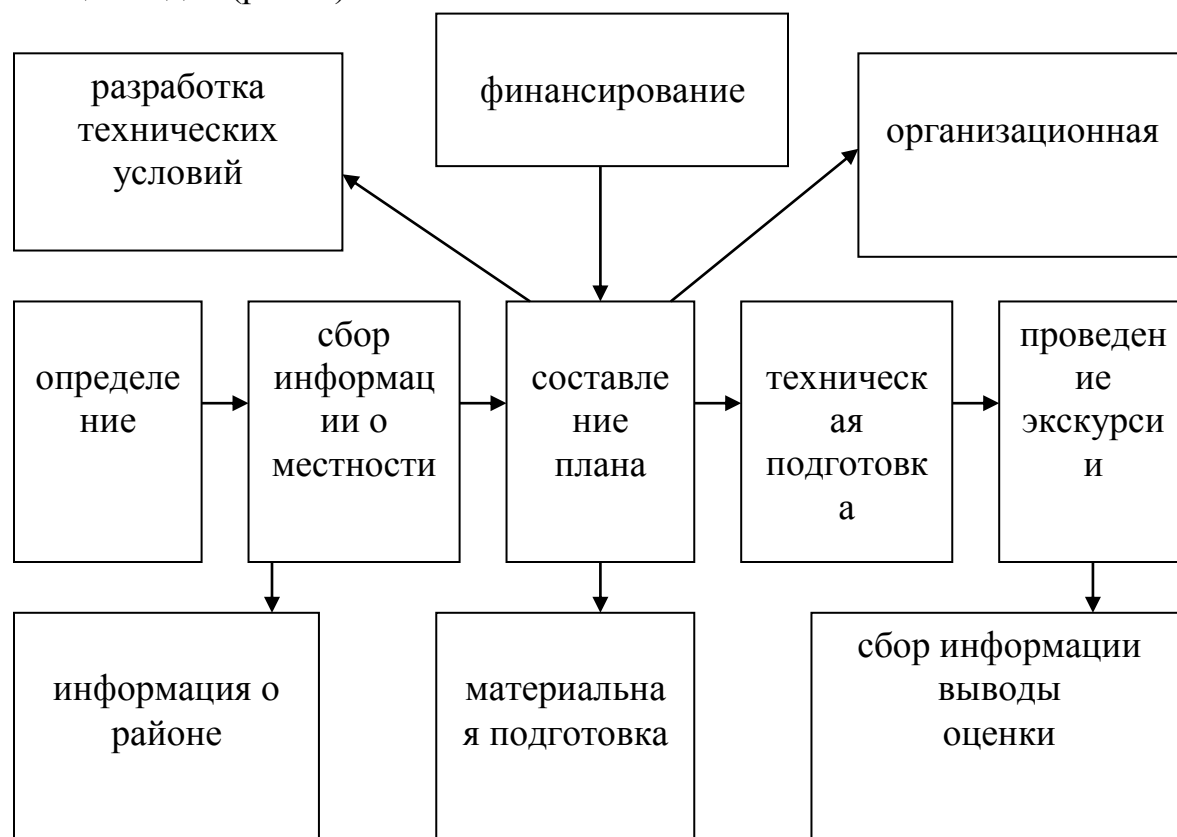 разработка
технических
условий
финансирование
организационная
определе
ние
сбор
информац
ии о
местности
составле
ние
плана
техническ
ая
подготовк
а
проведен
ие
экскурси
и
информация о
районе
материальна
я подготовка
сбор информации
выводы
оценки